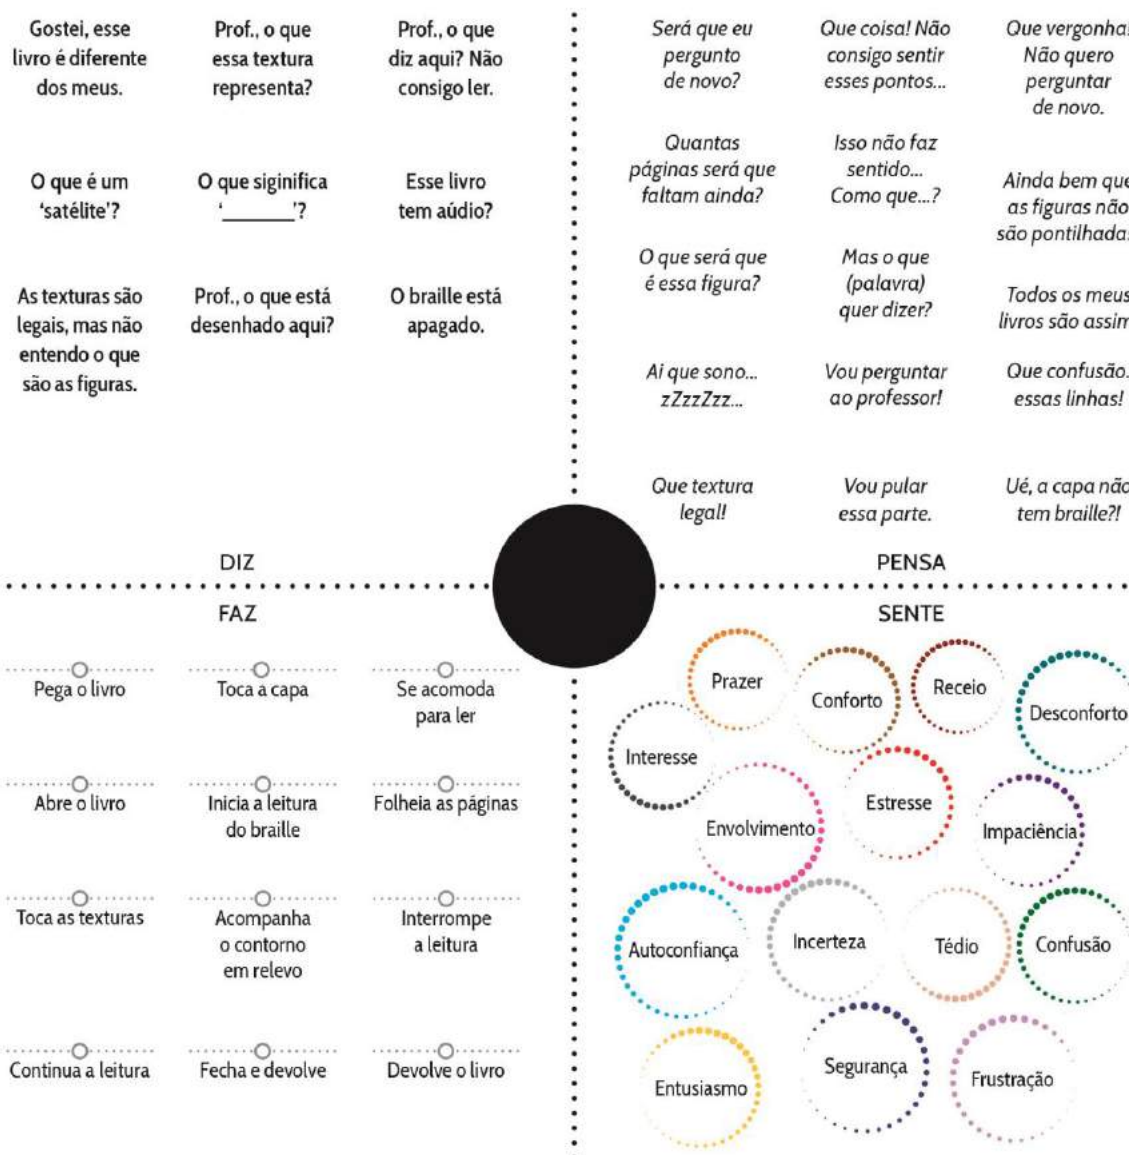 Gostei, esse
livro é diferente
dos meus.
Prof., o que
essa textura
representa?
Prof., o que
diz aqui? Não
consigo ler.
O que é um
‘satélite’?
O que siginifica
‘_______’?
Esse livro
tem aúdio?
As texturas são
legais, mas não
entendo o que
são as figuras.
Prof., o que está
desenhado aqui?
O braille está
apagado.
DIZ
Será que eu
pergunto
de novo?
Que coisa! Não
consigo sentir
esses pontos...
Que vergonha!
Não quero
perguntar
de novo.
Quantas
páginas será que
faltam ainda?
Isso não faz
sentido...
Como que...?
Ainda bem que
as figuras não
são pontilhadas
O que será que
é essa figura?
Mas o que
(palavra)
quer dizer?
Todos os meus
livros são assim
Ai que sono...
zZzzZzz...
Vou perguntar
ao professor!
Que confusão.
essas linhas!
Que textura
legal!
Vou pular
essa parte.
Ué, a capa não
tem braille?!
PENSA
FAZ
Pega o livro
Toca a capa
Se acomoda
para ler
Abre o livro
Inicia a leitura
do braille
Folheia as páginas
Toca as texturas
Acompanha
o contorno
em relevo
Interrompe
a leitura
Continua a leitura
Fecha e devolve
Devolve o livro
SENTE
Prazer
Conforto
Receio
Desconforto
Interesse
Envolvimento
Estresse
Impaciência
Autoconfiança
Incerteza
Tédio
Confusão
Entusiasmo
Segurança
Frustração